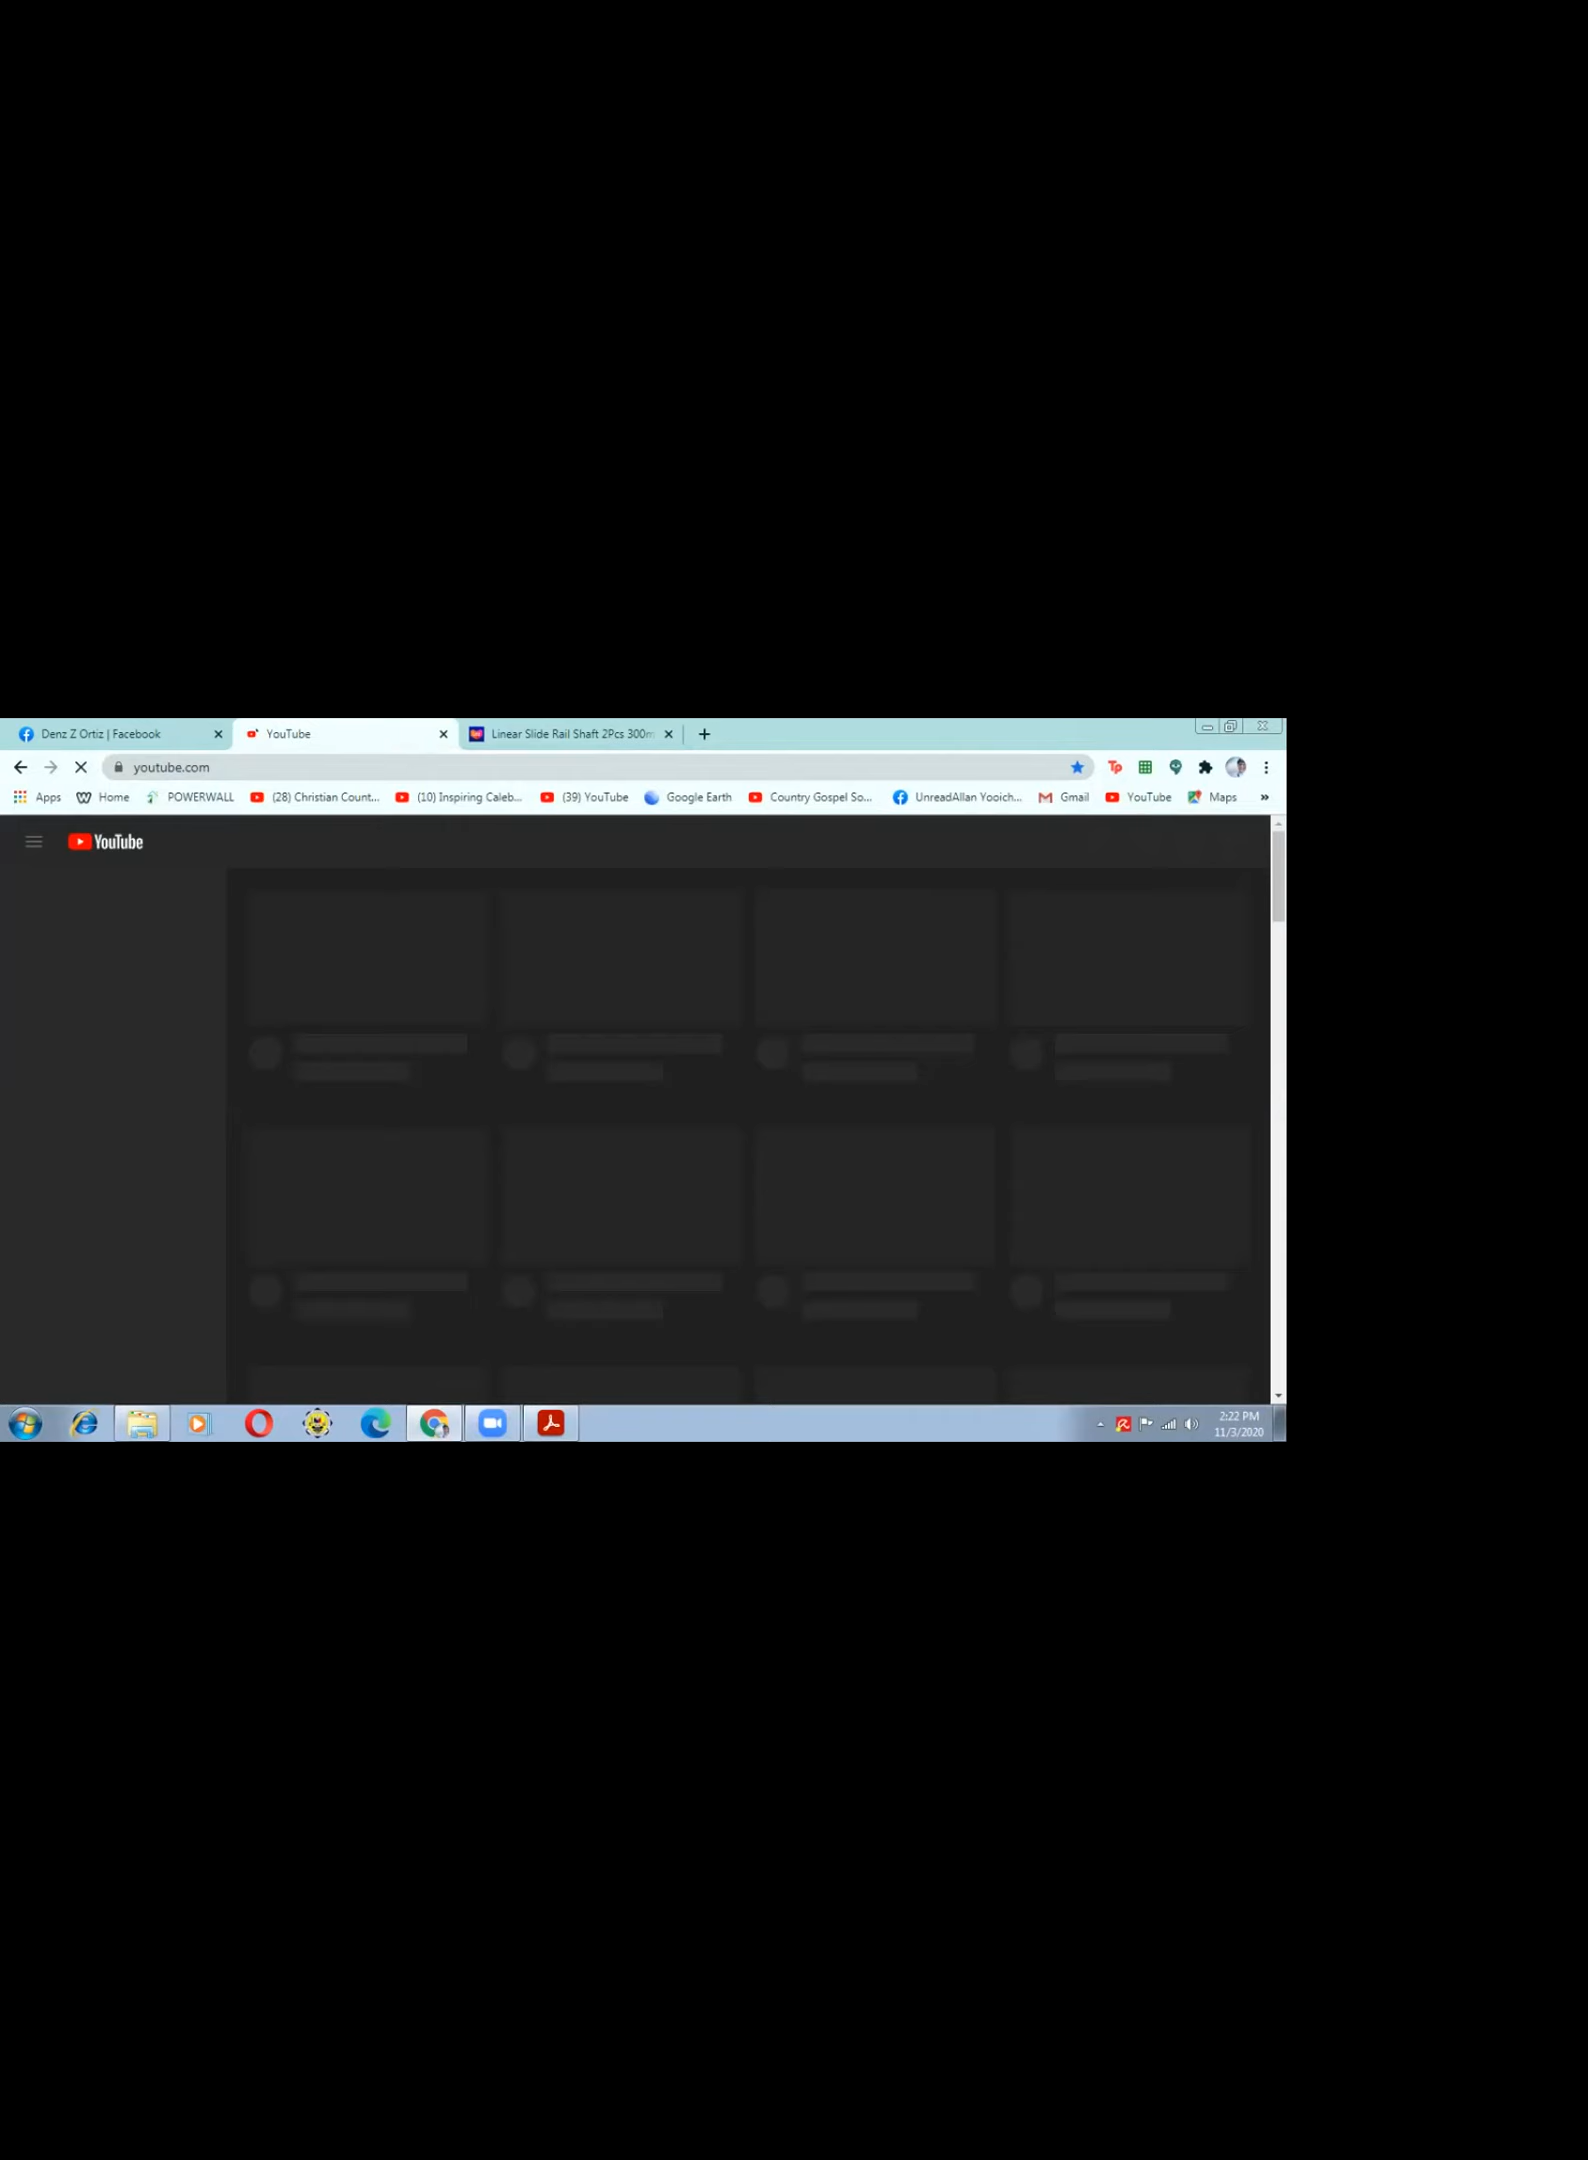 Denz Z Ortiz | Facebook YouTube Linear Slide Rail Shaft 2Pcs 300m
youtube.com
Apps Home POWERWALL (28) Christian Count... (10) Inspiring Caleb... (39) YouTube Google Earth Country Gospel So... UnreadAllan Yooich... Gmail YouTube Maps »
YouTube
2:22 PM
11/3/2020